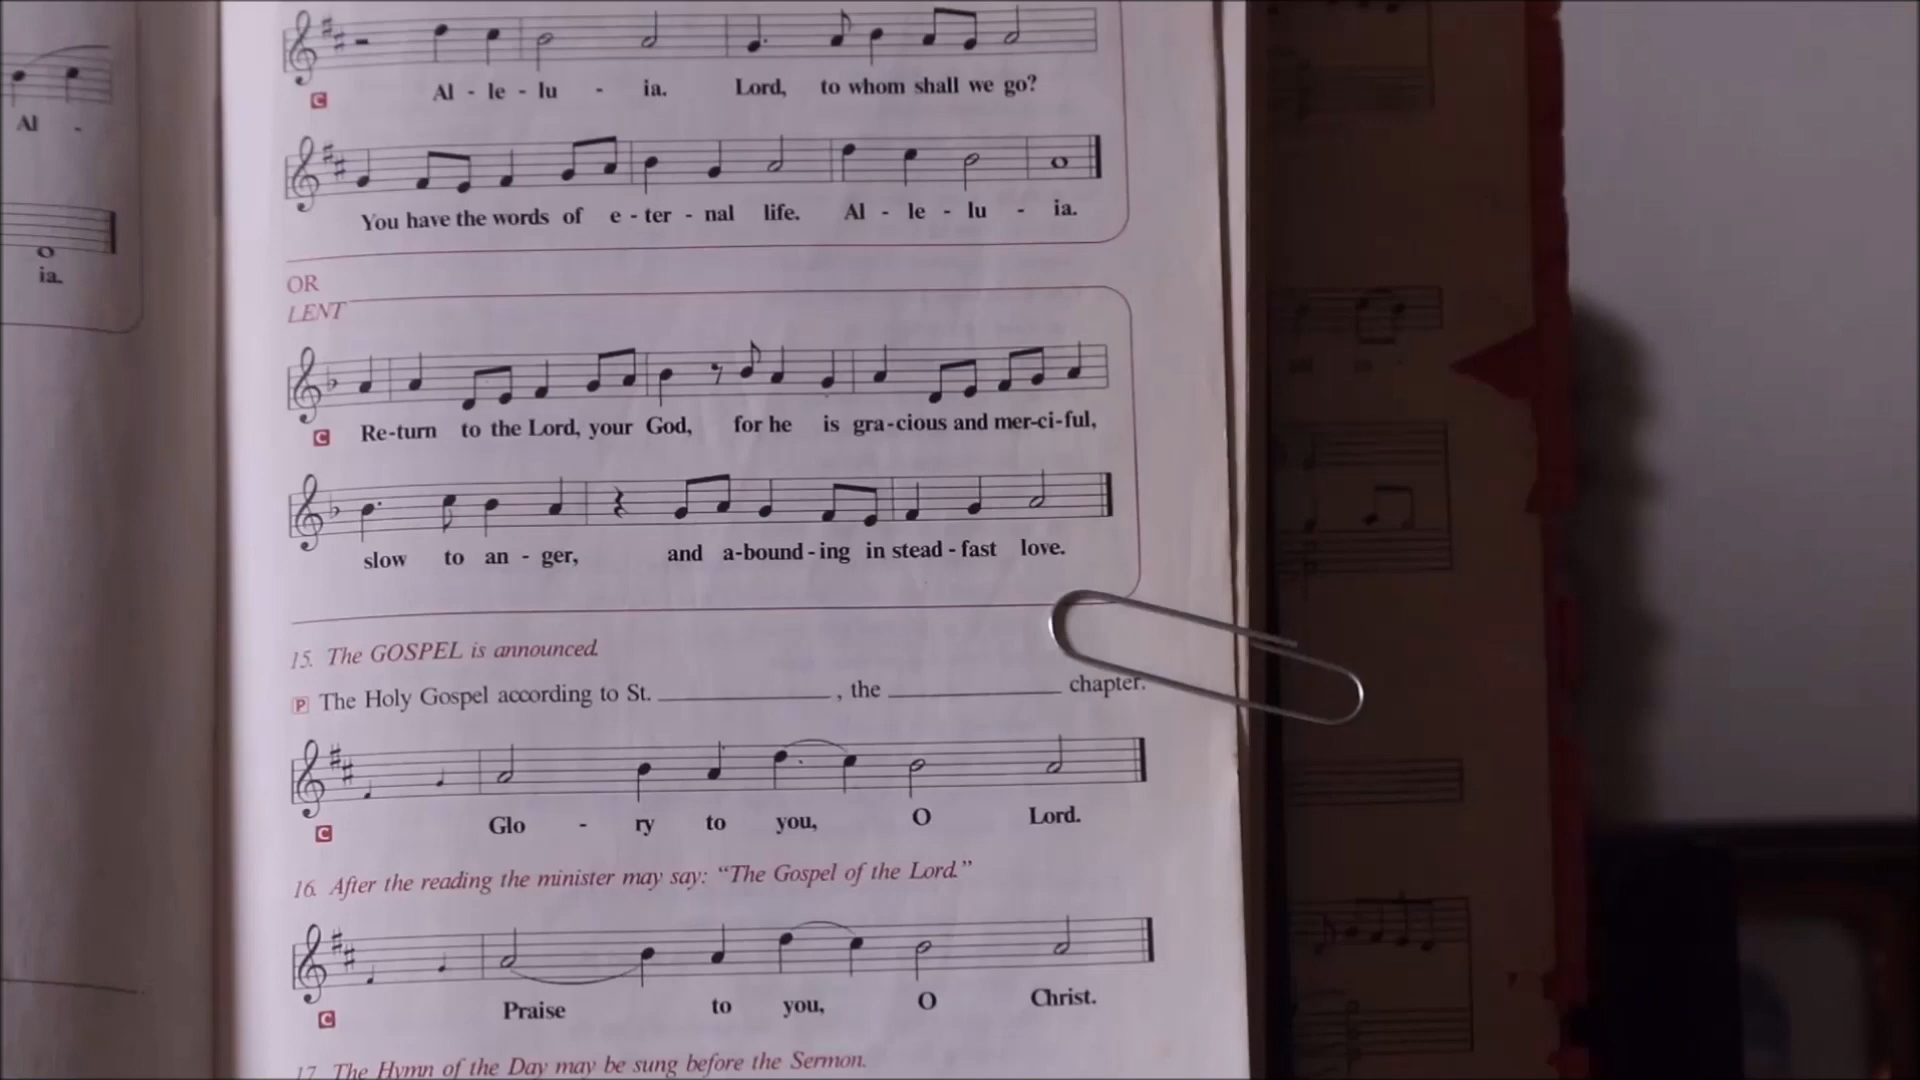 Al -
ia.
C Al - le - lu - ia. Lord, to whom shall we go?
You have the words of e - ter - nal life. Al - le - lu - ia.
OR
LENT
C Re-turn to the Lord, your God, for he is gra-cious and mer-ci-ful,
slow to an - ger, and a-bound-ing in stead-fast love.
15. The GOSPEL is announced.
P The Holy Gospel according to St. ____________, the ____________ chapter.
C Glo - ry to you, O Lord.
16. After the reading the minister may say: “The Gospel of the Lord.”
C Praise to you, O Christ.
17. The Hymn of the Day may be sung before the Sermon.